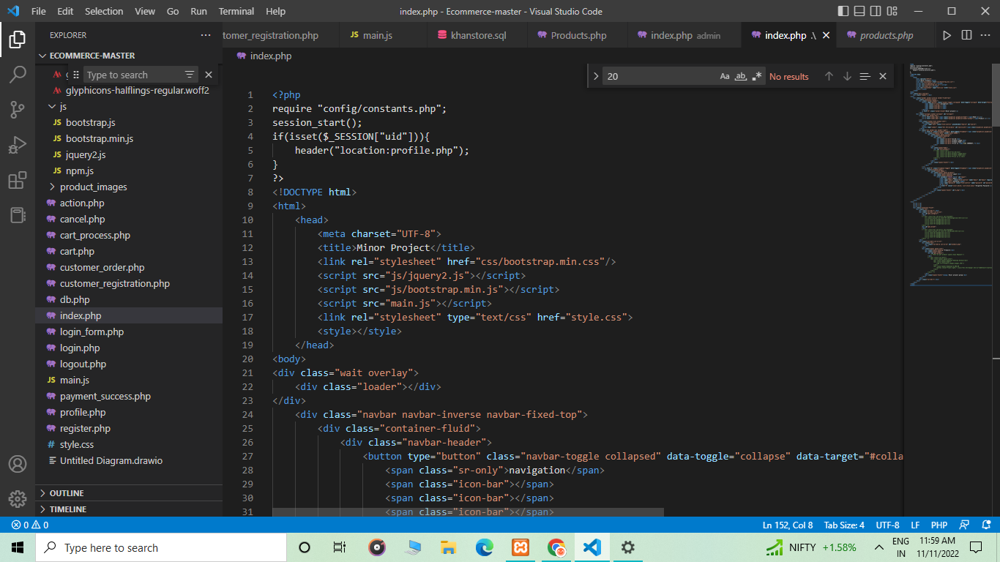 File Edit Selection View Go Run Terminal Help
index.php - Ecommerce-master - Visual Studio Code
EXPLORER
tomer_registration.php
JS main.js
khanstore.sql
Products.php
index.php admin
index.php .\
products.php
ECOMMERCE-MASTER
index.php
Type to search
glyphicons-halflings-regular.woff2
js
JS bootstrap.js
JS bootstrap.min.js
JS jquery2.js
JS npm.js
product_images
action.php
cancel.php
cart_process.php
cart.php
customer_order.php
customer_registration.php
db.php
index.php
login_form.php
login.php
logout.php
JS main.js
payment_success.php
profile.php
register.php
# style.css
Untitled Diagram.drawio
OUTLINE
TIMELINE
20
Aa ab .*
No results
1 <?php
2 require "config/constants.php";
3 session_start();
4 if(isset($_SESSION["uid"])){
5 header("location:profile.php");
6 }
7 ?>
8 <!DOCTYPE html>
9 <html>
10 <head>
11 <meta charset="UTF-8">
12 <title>Minor Project</title>
13 <link rel="stylesheet" href="css/bootstrap.min.css"/>
14 <script src="js/jquery2.js"></script>
15 <script src="js/bootstrap.min.js"></script>
16 <script src="main.js"></script>
17 <link rel="stylesheet" type="text/css" href="style.css">
18 <style></style>
19 </head>
20 <body>
21 <div class="wait overlay">
22 <div class="loader"></div>
23 </div>
24 <div class="navbar navbar-inverse navbar-fixed-top">
25 <div class="container-fluid">
26 <div class="navbar-header">
27 <button type="button" class="navbar-toggle collapsed" data-toggle="collapse" data-target="#colla
28 <span class="sr-only">navigation</span>
29 <span class="icon-bar"></span>
30 <span class="icon-bar"></span>
31 <span class="icon-bar"></span>
0 0
Ln 152, Col 8 Tab Size: 4 UTF-8 LF PHP
Type here to search
NIFTY +1.58%
ENG
IN
11:59 AM
11/11/2022